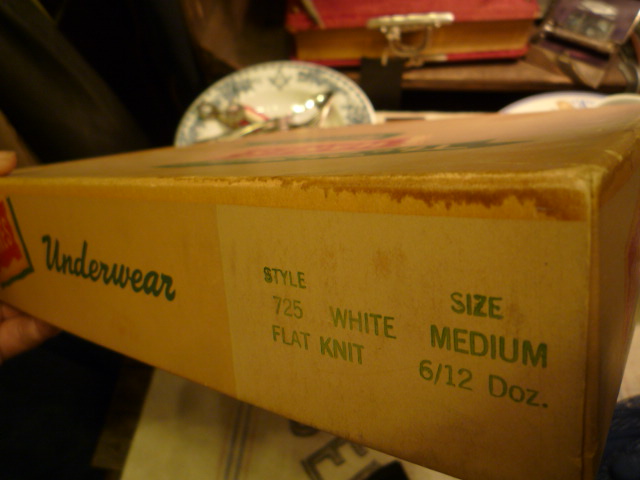 Underwear
STYLE
725 WHITE
FLAT KNIT
SIZE
MEDIUM
6/12 Doz.